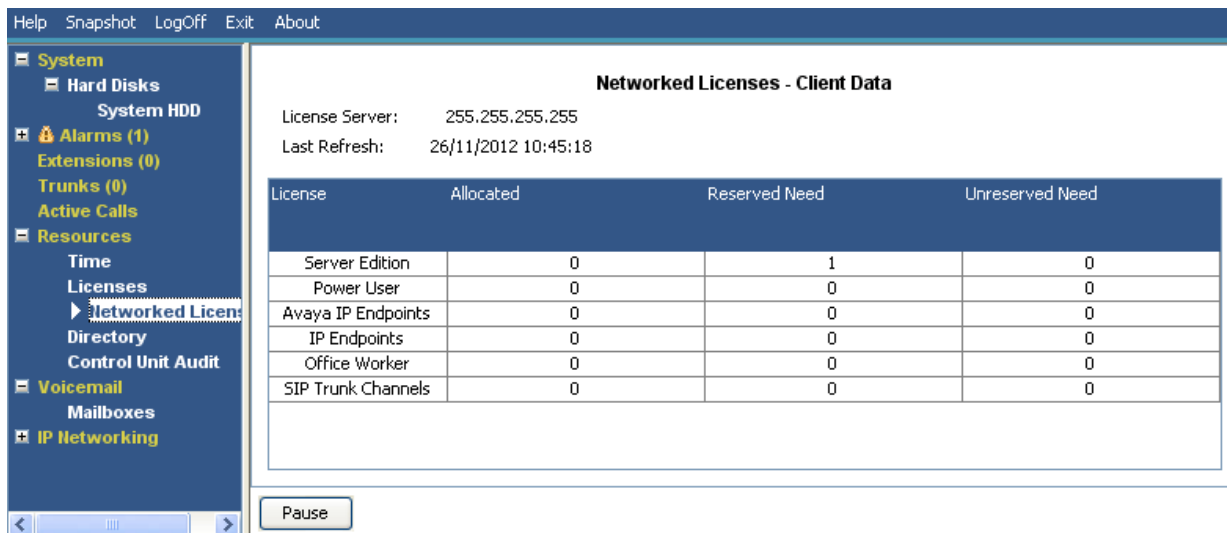 Help Snapshot LogOff Exit About
System
Hard Disks
System HDD
Alarms (1)
Extensions (0)
Trunks (0)
Active Calls
Resources
Time
Licenses
Networked Licens
Directory
Control Unit Audit
Voicemail
Mailboxes
IP Networking
Networked Licenses - Client Data
License Server: 255.255.255.255
Last Refresh: 26/11/2012 10:45:18
License Allocated Reserved Need Unreserved Need
Server Edition 0 1 0
Power User 0 0 0
Avaya IP Endpoints 0 0 0
IP Endpoints 0 0 0
Office Worker 0 0 0
SIP Trunk Channels 0 0 0
Pause